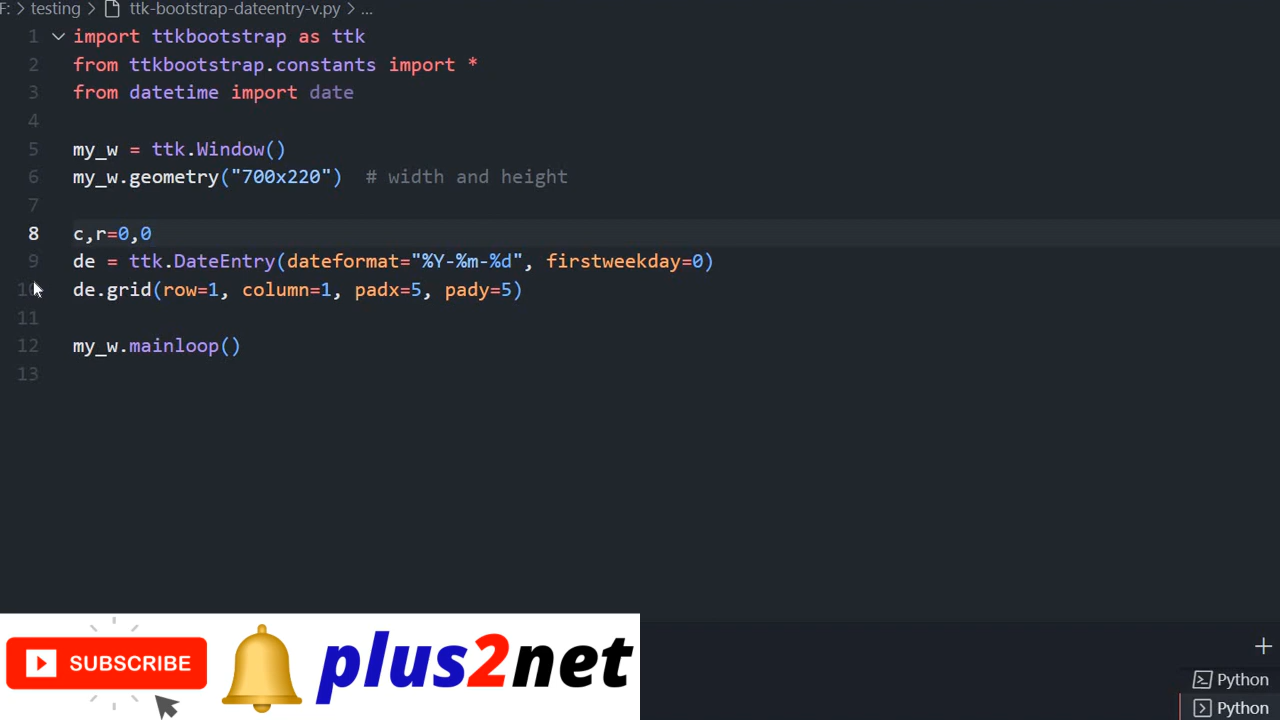 F: > testing > ttk-bootstrap-dateentry-v.py > ...
1 import ttkbootstrap as ttk
2 from ttkbootstrap.constants import *
3 from datetime import date
4
5 my_w = ttk.Window()
6 my_w.geometry("700x220")  # width and height
7
8 c,r=0,0
9 de = ttk.DateEntry(dateformat="%Y-%m-%d", firstweekday=0)
10 de.grid(row=1, column=1, padx=5, pady=5)
11
12 my_w.mainloop()
13
SUBSCRIBE
plus2net
Python
Python